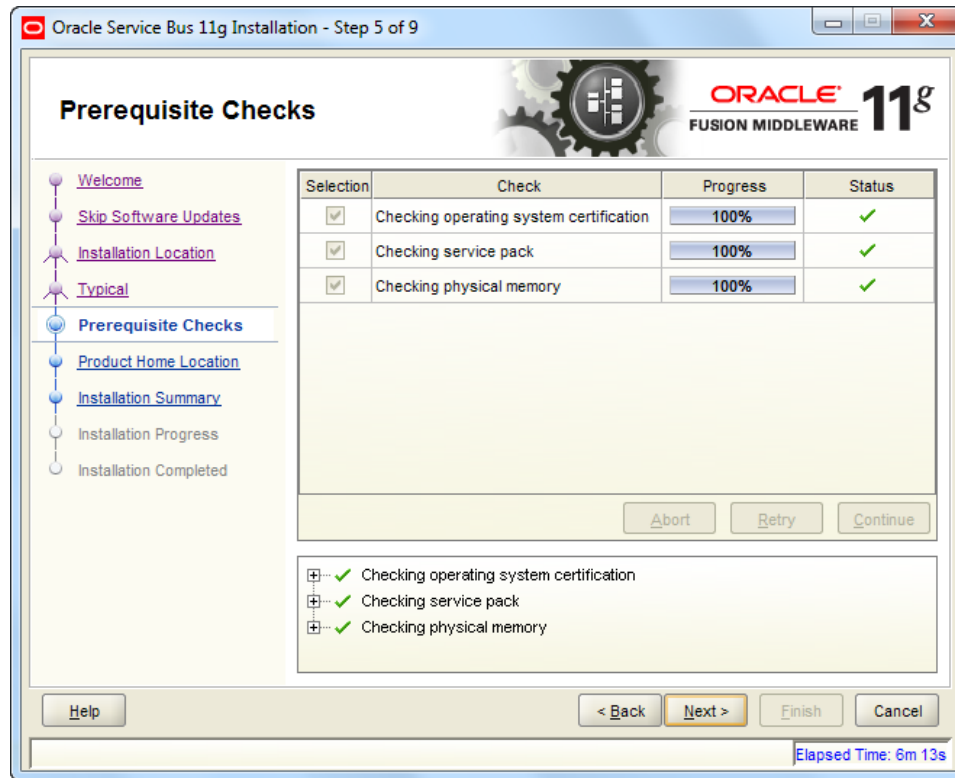 Oracle Service Bus 11g Installation - Step 5 of 9
Prerequisite Checks
ORACLE 11g
FUSION MIDDLEWARE
Welcome
Skip Software Updates
Installation Location
Typical
Prerequisite Checks
Product Home Location
Installation Summary
Installation Progress
Installation Completed
Selection Check Progress Status
Checking operating system certification 100%
Checking service pack 100%
Checking physical memory 100%
Abort Retry Continue
Checking operating system certification
Checking service pack
Checking physical memory
Help < Back Next > Finish Cancel
Elapsed Time: 6m 13s